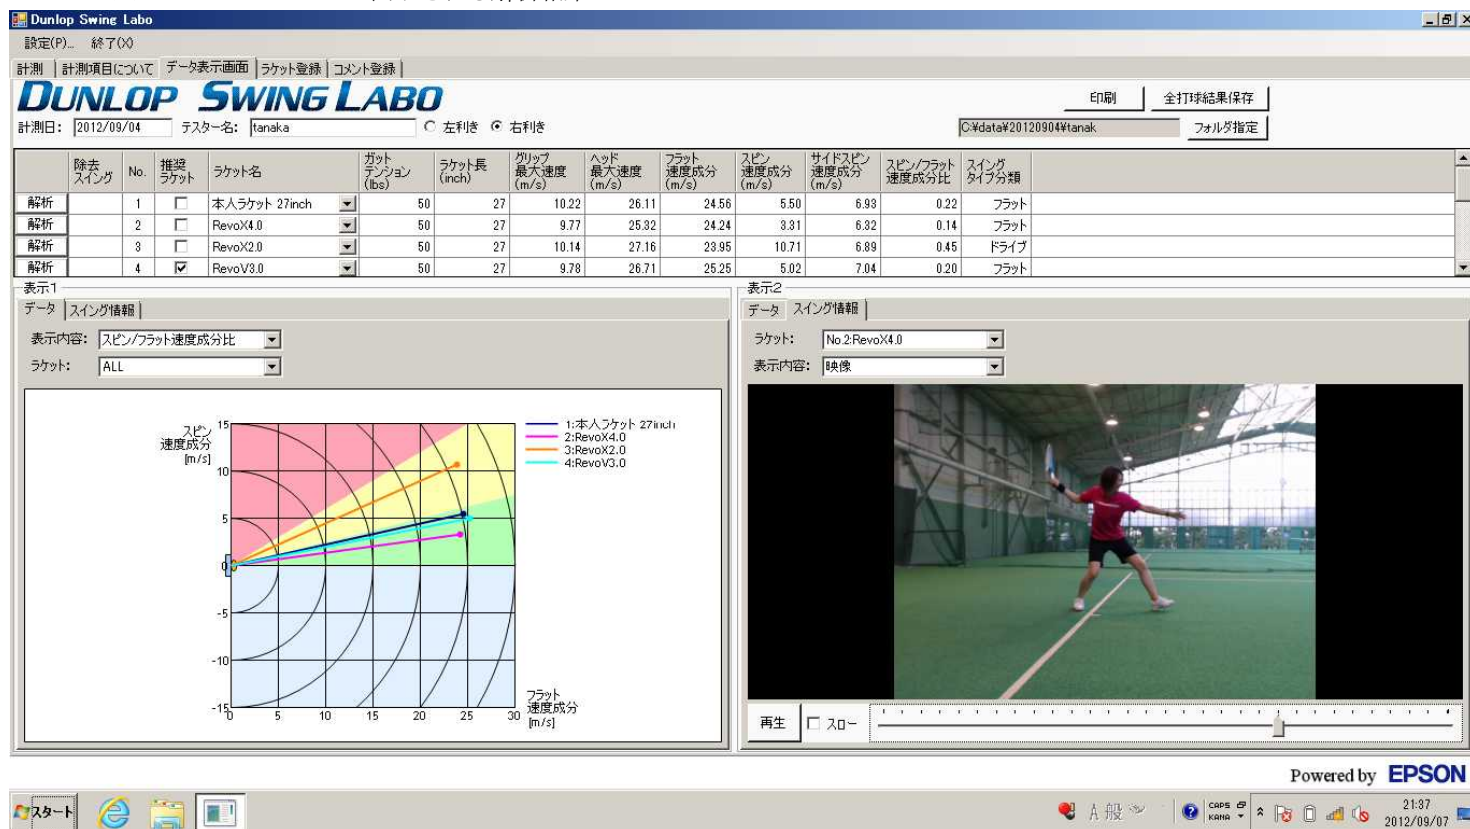 Dunlop Swing Labo
設定(P)... 終了(X)
計測 計測項目について データ表示画面 ラケット登録 コメント登録
DUNLOP SWING LABO
印刷 全打球結果保存
計測日: 2012/09/04 テスター名: tanaka 左利き 右利き C:¥data¥20120904¥tanak フォルダ指定
除去スイング No. 推奨ラケット ラケット名 ガットテンション(lbs) ラケット長(inch) グリップ最大速度(m/s) ヘッド最大速度(m/s) フラット速度成分(m/s) スピン速度成分(m/s) サイドスピン速度成分(m/s) スピン/フラット速度成分比 スイングタイプ分類
解析 1 本人ラケット 27inch 50 27 10.22 26.11 24.56 5.50 6.93 0.22 フラット
解析 2 RevoX4.0 50 27 9.77 25.32 24.24 3.31 6.32 0.14 フラット
解析 3 RevoX2.0 50 27 10.14 27.16 23.95 10.71 6.89 0.45 ドライブ
解析 4 RevoV3.0 50 27 9.78 26.71 25.25 5.02 7.04 0.20 フラット
表示1
データ スイング情報
表示内容: スピン/フラット速度成分比
ラケット: ALL
スピン
速度成分
[m/s]
15
10
5
0
-5
-10
-15
0 5 10 15 20 25 30
フラット
速度成分
[m/s]
1:本人ラケット 27inch
2:RevoX4.0
3:RevoX2.0
4:RevoV3.0
表示2
データ スイング情報
ラケット: No.2:RevoX4.0
表示内容: 映像
再生 スロー
Powered by EPSON
スタート
A 般
CAPS
KANA
21:37
2012/09/07